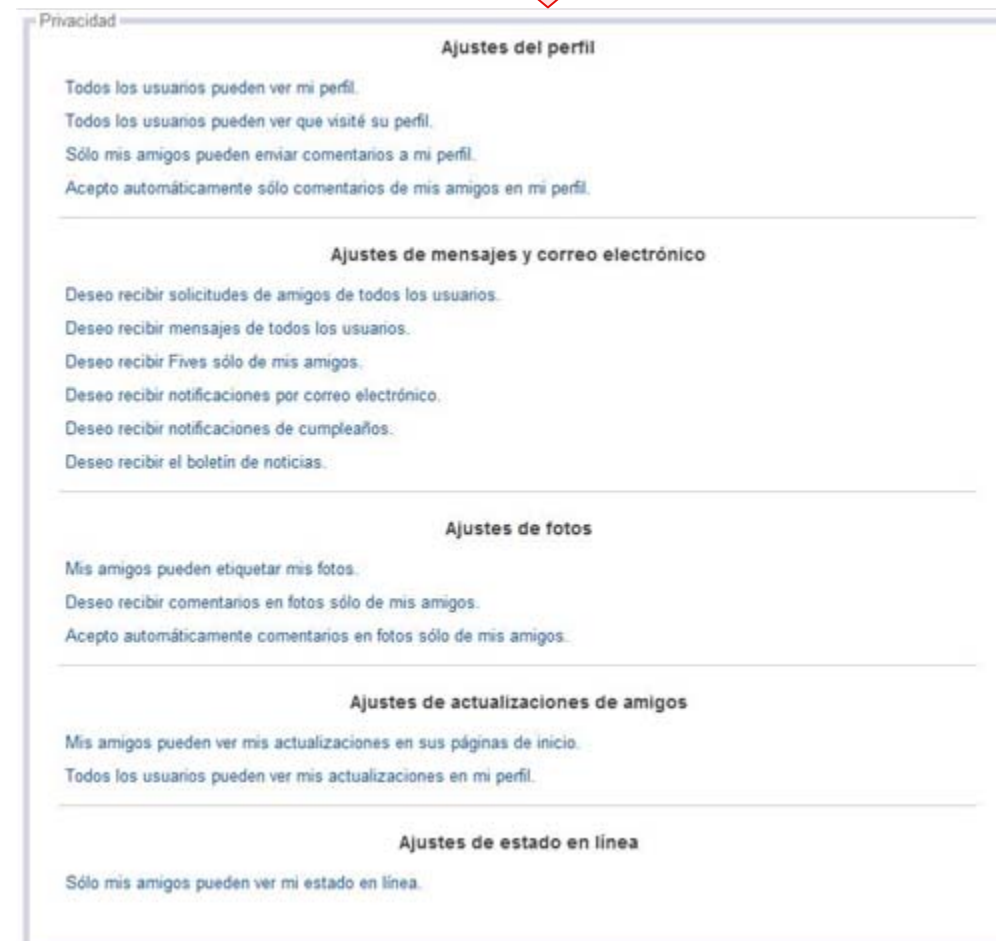 Privacidad
Ajustes del perfil
Todos los usuarios pueden ver mi perfil.
Todos los usuarios pueden ver que visité su perfil.
Sólo mis amigos pueden enviar comentarios a mi perfil.
Acepto automáticamente sólo comentarios de mis amigos en mi perfil.
Ajustes de mensajes y correo electrónico
Deseo recibir solicitudes de amigos de todos los usuarios.
Deseo recibir mensajes de todos los usuarios.
Deseo recibir Fives sólo de mis amigos.
Deseo recibir notificaciones por correo electrónico.
Deseo recibir notificaciones de cumpleaños.
Deseo recibir el boletín de noticias.
Ajustes de fotos
Mis amigos pueden etiquetar mis fotos.
Deseo recibir comentarios en fotos sólo de mis amigos.
Acepto automáticamente comentarios en fotos sólo de mis amigos.
Ajustes de actualizaciones de amigos
Mis amigos pueden ver mis actualizaciones en sus páginas de inicio.
Todos los usuarios pueden ver mis actualizaciones en mi perfil.
Ajustes de estado en línea
Sólo mis amigos pueden ver mi estado en línea.